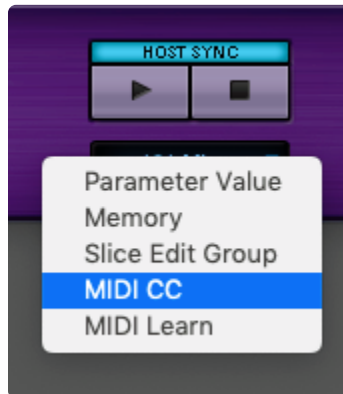 HOST SYNC
Parameter Value
Memory
Slice Edit Group
MIDI CC
MIDI Learn